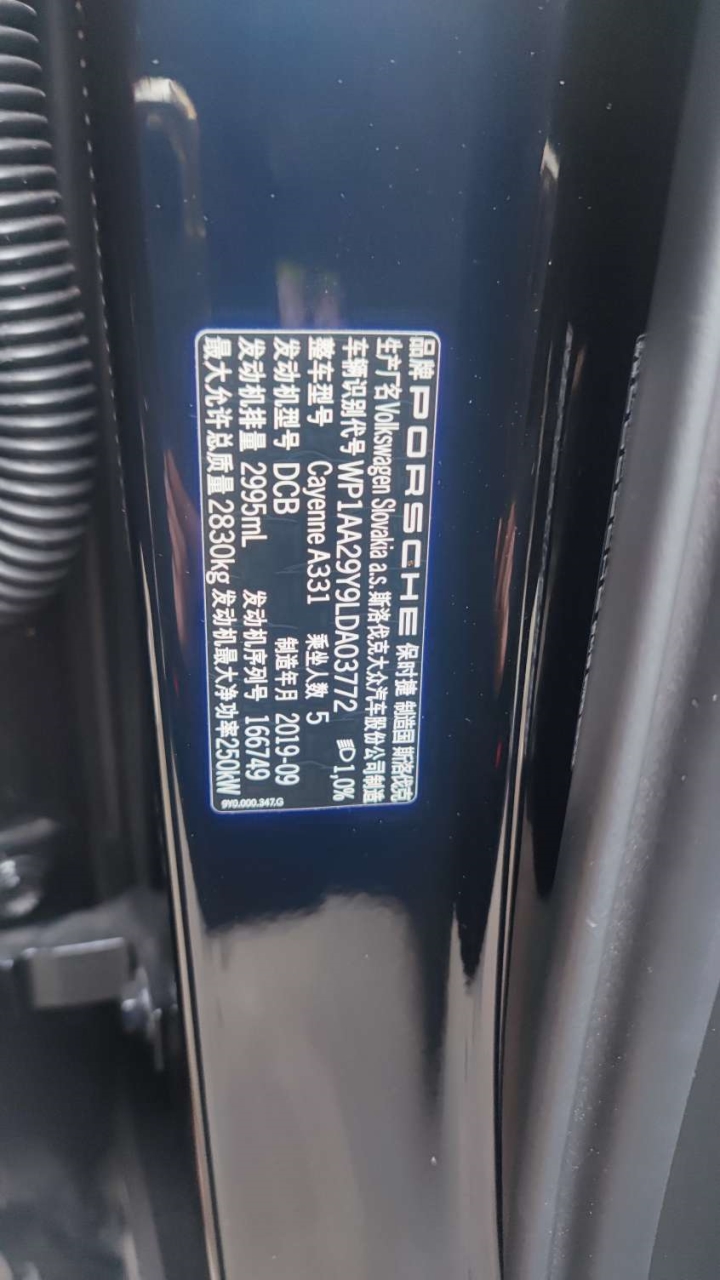 品牌 PORSCHE 保时捷 制造国 斯洛伐克
生产厂名 Volkswagen Slovakia a.s. 斯洛伐克大众汽车股份公司制造
车辆识别代号 WP1AA29Y9LDA03772 1,0%
整车型号 Cayenne A331 乘坐人数 5
发动机型号 DCB 制造年月 2019-09
发动机排量 2995mL 发动机序列号 166749
最大允许总质量 2830kg 发动机最大净功率 250kW
9Y0.000.347.G